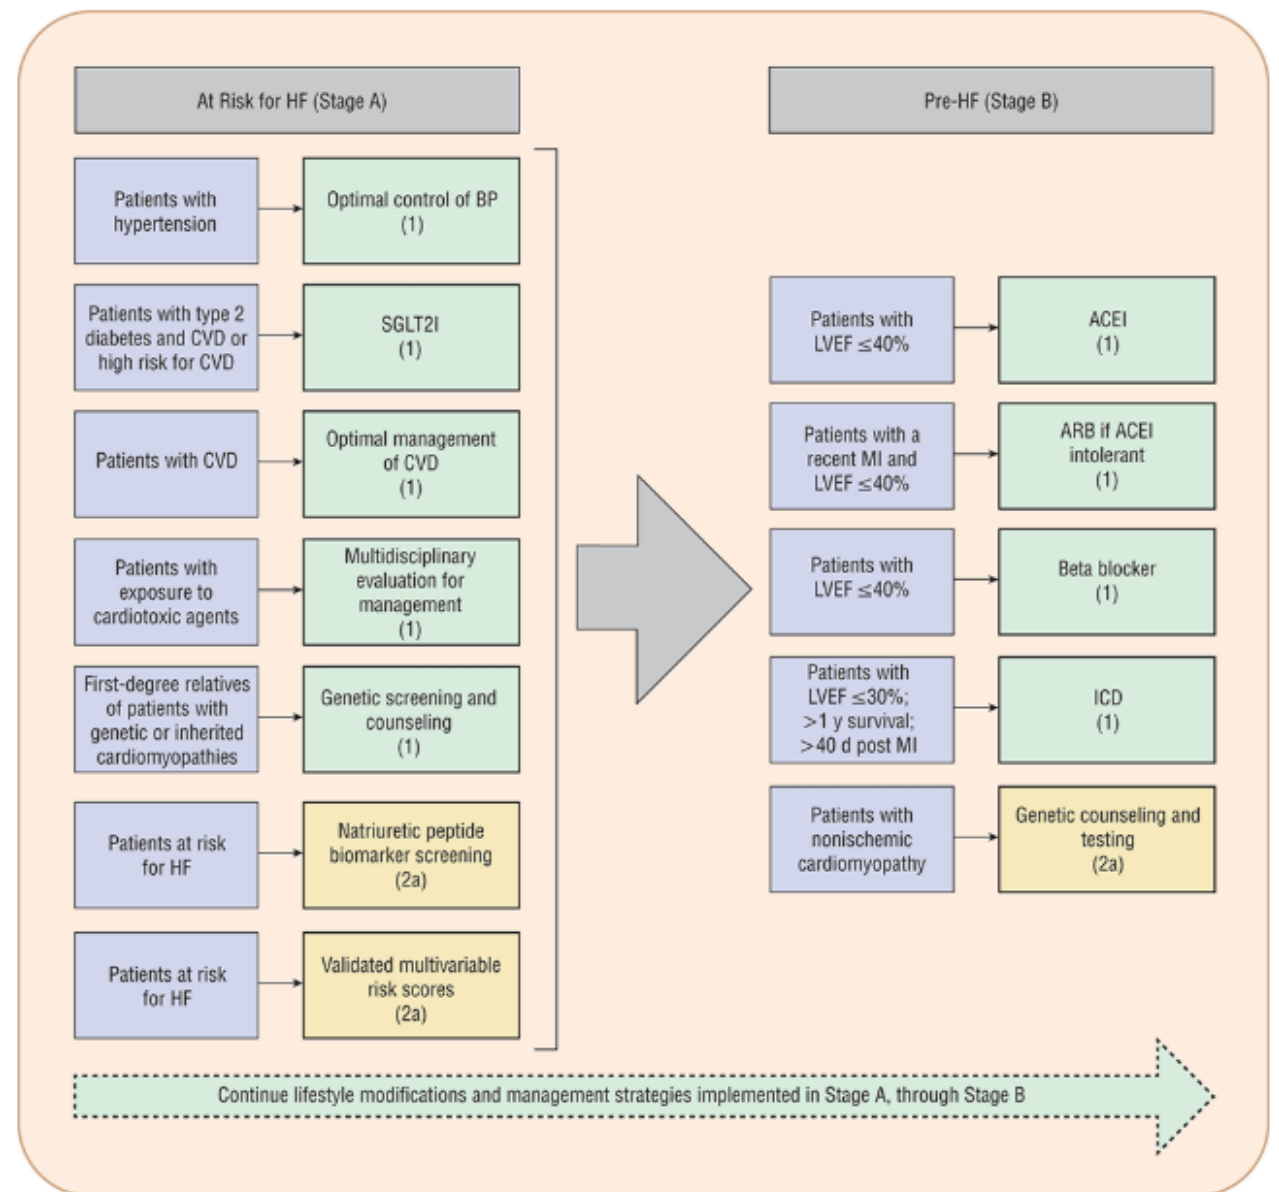 At Risk for HF (Stage A)
Patients with
hypertension
Optimal control of BP
(1)
Patients with type 2
diabetes and CVD or
high risk for CVD
SGLT2I
(1)
Patients with CVD
Optimal management
of CVD
(1)
Patients with
exposure to
cardiotoxic agents
Multidisciplinary
evaluation for
management
(1)
First-degree relatives
of patients with
genetic or inherited
cardiomyopathies
Genetic screening and
counseling
(1)
Patients at risk
for HF
Natriuretic peptide
biomarker screening
(2a)
Patients at risk
for HF
Validated multivariable
risk scores
(2a)
Pre-HF (Stage B)
Patients with
LVEF ≤40%
ACEI
(1)
Patients with a
recent MI and
LVEF ≤40%
ARB if ACEI
intolerant
(1)
Patients with
LVEF ≤40%
Beta blocker
(1)
Patients with
LVEF ≤30%;
>1 y survival;
>40 d post MI
ICD
(1)
Patients with
nonischemic
cardiomyopathy
Genetic counseling and
testing
(2a)
Continue lifestyle modifications and management strategies implemented in Stage A, through Stage B